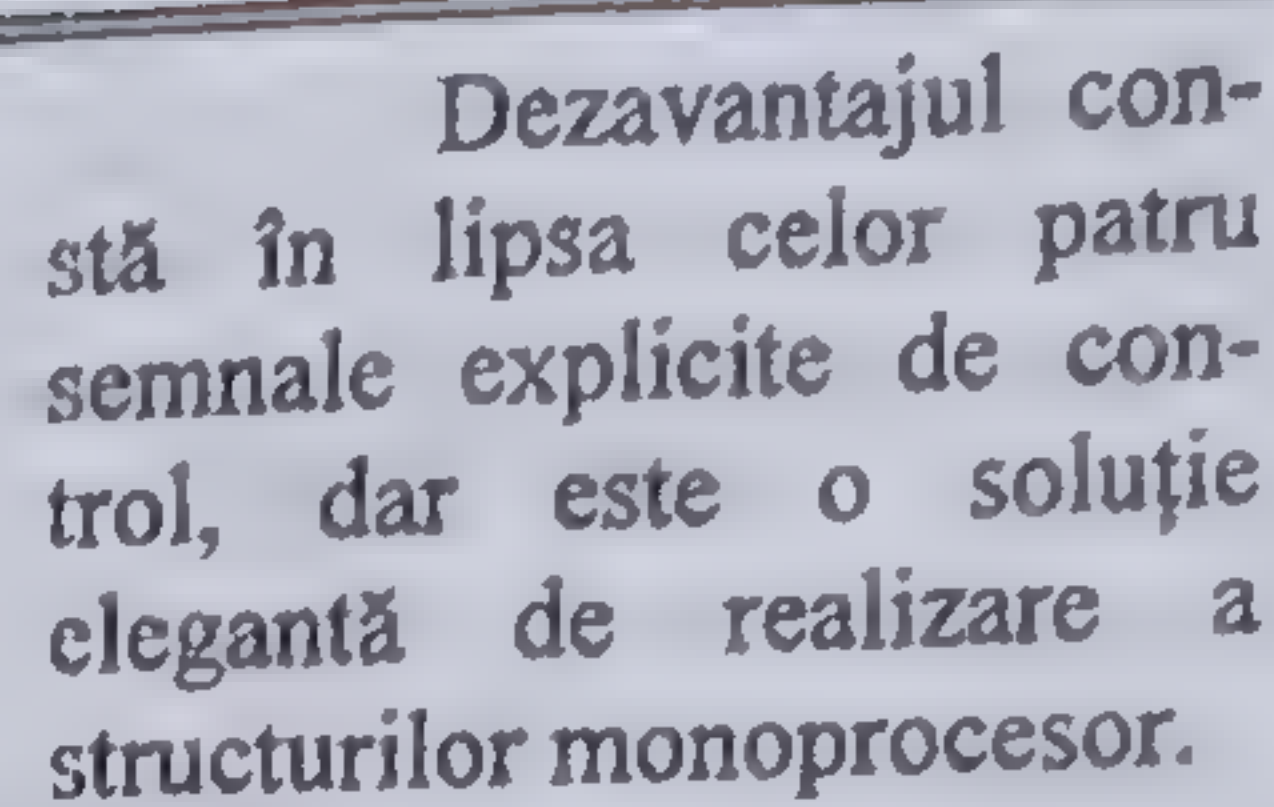 Dezavantajul con-
stă în lipsa celor patru
semnale explicite de con-
trol, dar este o soluţie
elegantă de realizare a
structurilor monoprocesor.